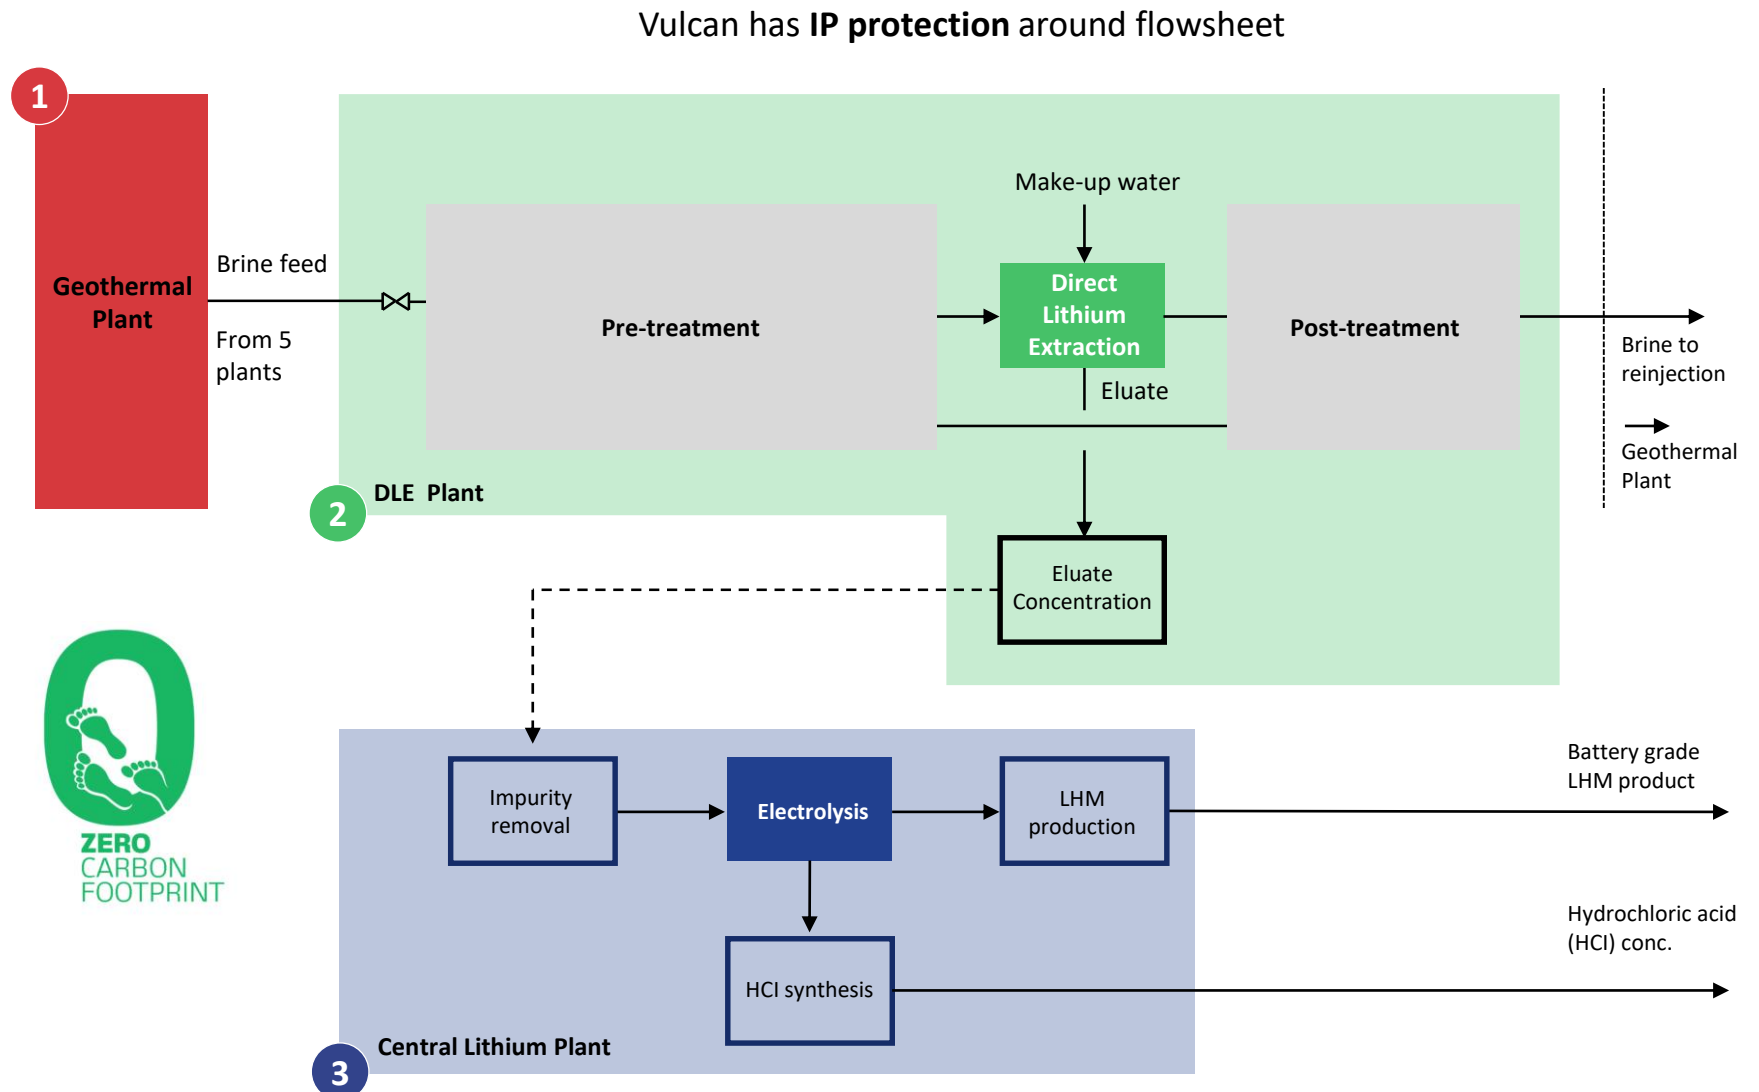 Vulcan has IP protection around flowsheet
1
Geothermal
Plant
Brine feed
From 5
plants
Pre-treatment
Make-up water
Direct
Lithium
Extraction
Eluate
Post-treatment
Brine to
reinjection
Geothermal
Plant
2
DLE Plant
Eluate
Concentration
ZERO
CARBON
FOOTPRINT
Impurity
removal
Electrolysis
LHM
production
Battery grade
LHM product
HCI synthesis
Hydrochloric acid
(HCI) conc.
3
Central Lithium Plant